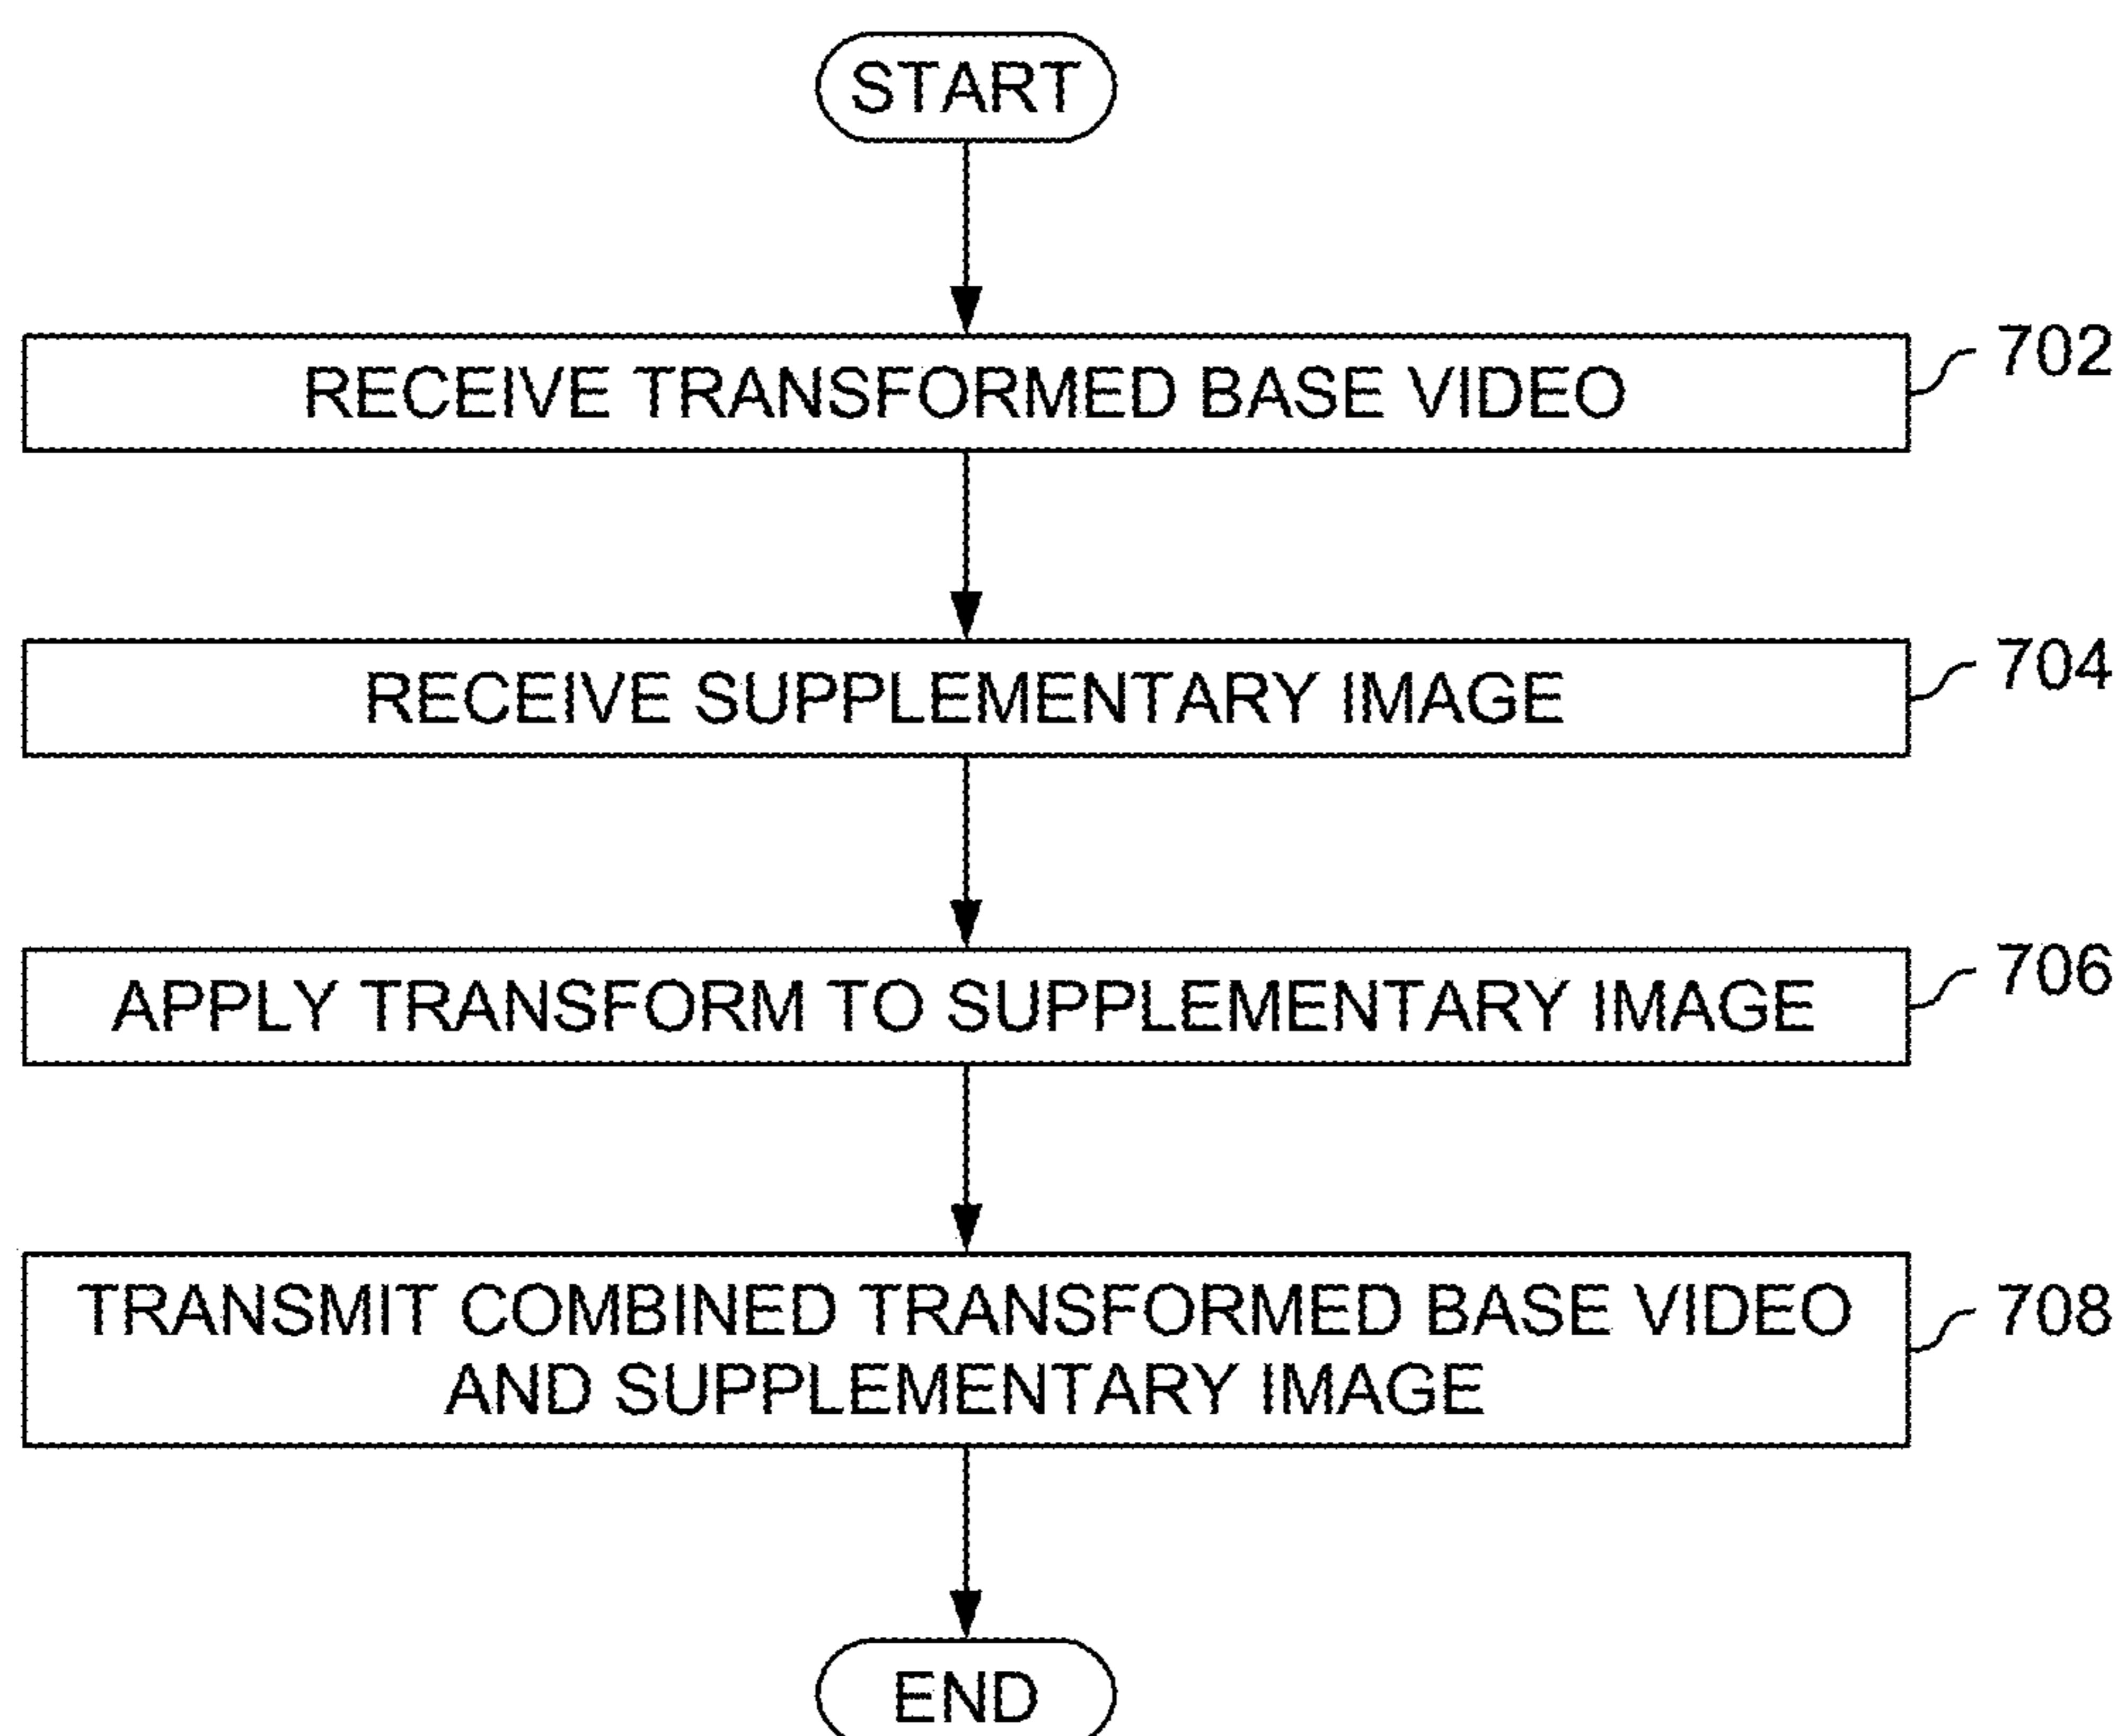 START
RECEIVE TRANSFORMED BASE VIDEO
702
RECEIVE SUPPLEMENTARY IMAGE
704
APPLY TRANSFORM TO SUPPLEMENTARY IMAGE
706
TRANSMIT COMBINED TRANSFORMED BASE VIDEO
AND SUPPLEMENTARY IMAGE
708
END